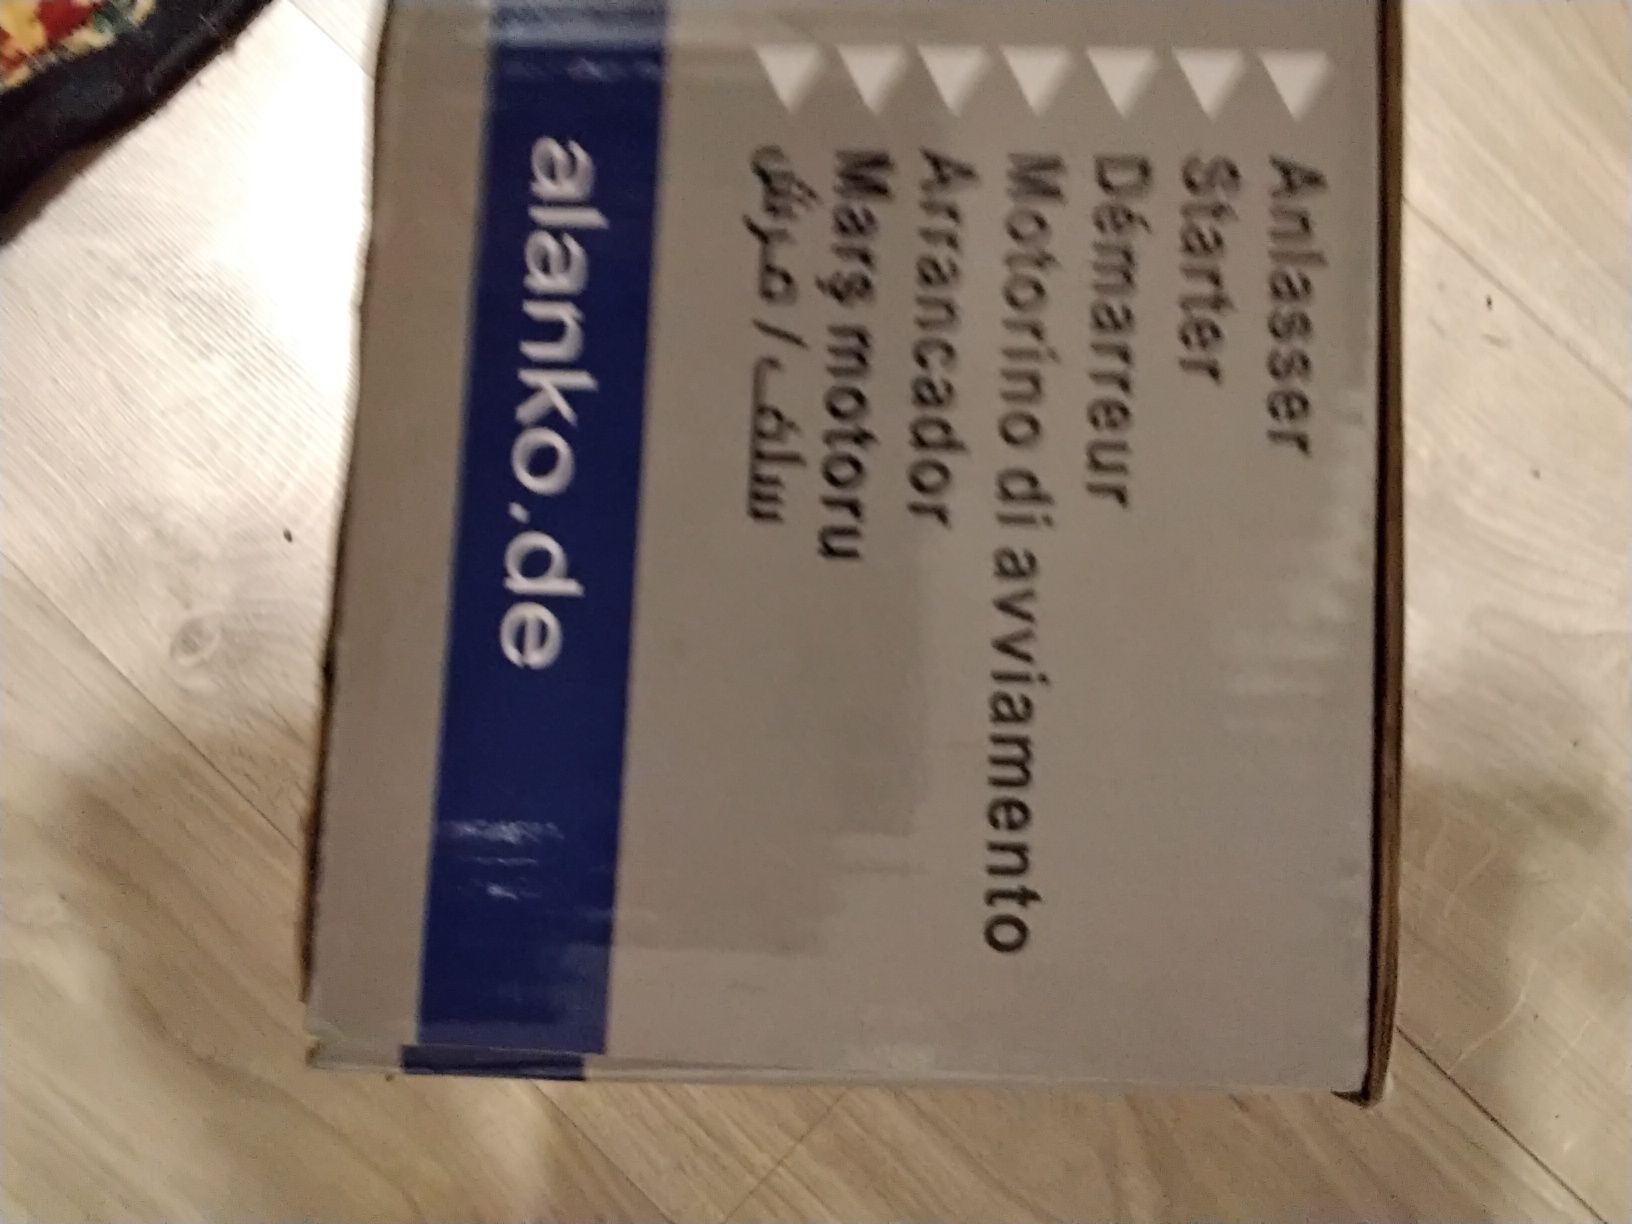 Anlasser
Starter
Démarreur
Motorino di avviamento
Arrancador
Marş motoru
سلف / مرش
alanko.de